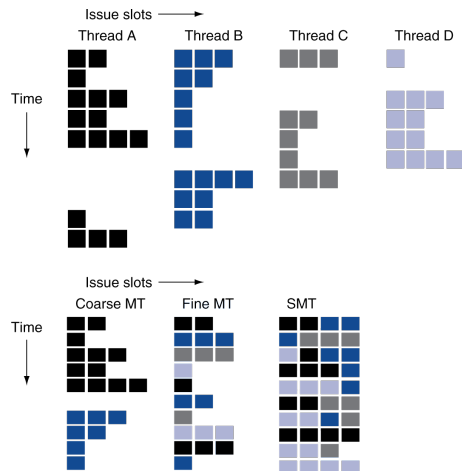 Issue slots
Thread A Thread B Thread C Thread D
Time
Issue slots
Coarse MT Fine MT SMT
Time